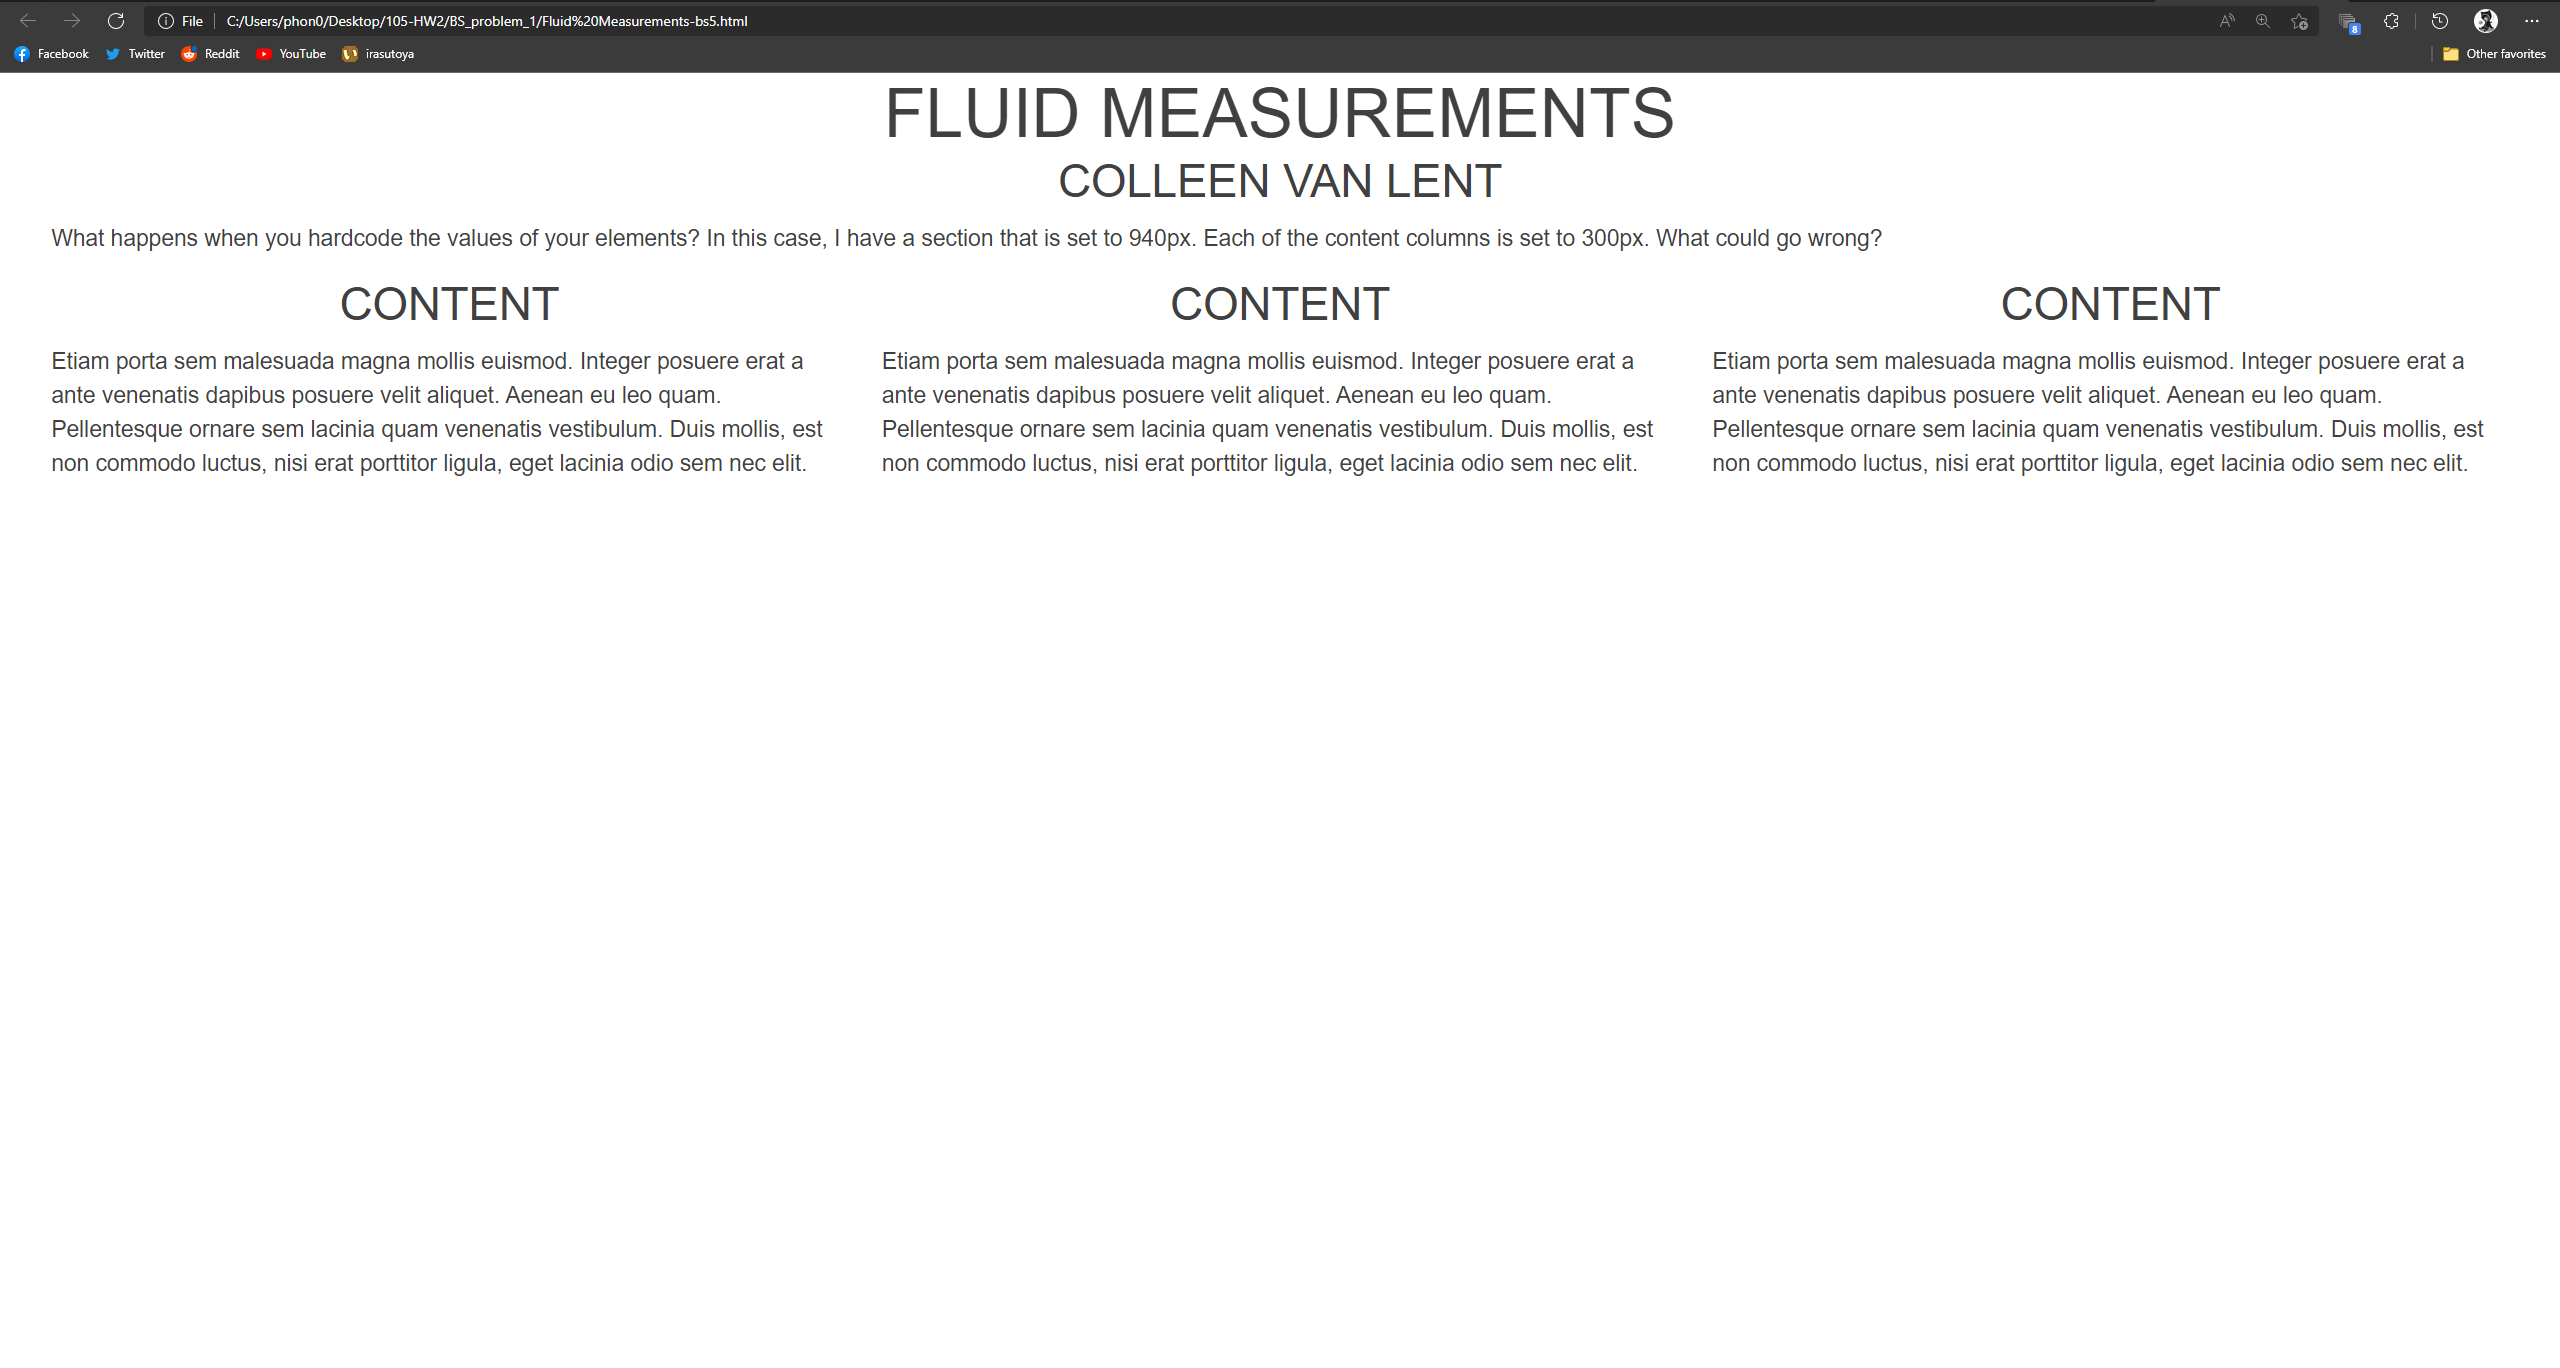 File C:/Users/phon0/Desktop/105-HW2/BS_problem_1/Fluid%20Measurements-bs5.html
8
Facebook Twitter Reddit YouTube irasutoya Other favorites
FLUID MEASUREMENTS
COLLEEN VAN LENT
What happens when you hardcode the values of your elements? In this case, I have a section that is set to 940px. Each of the content columns is set to 300px. What could go wrong?
CONTENT
Etiam porta sem malesuada magna mollis euismod. Integer posuere erat a
ante venenatis dapibus posuere velit aliquet. Aenean eu leo quam.
Pellentesque ornare sem lacinia quam venenatis vestibulum. Duis mollis, est
non commodo luctus, nisi erat porttitor ligula, eget lacinia odio sem nec elit.
CONTENT
Etiam porta sem malesuada magna mollis euismod. Integer posuere erat a
ante venenatis dapibus posuere velit aliquet. Aenean eu leo quam.
Pellentesque ornare sem lacinia quam venenatis vestibulum. Duis mollis, est
non commodo luctus, nisi erat porttitor ligula, eget lacinia odio sem nec elit.
CONTENT
Etiam porta sem malesuada magna mollis euismod. Integer posuere erat a
ante venenatis dapibus posuere velit aliquet. Aenean eu leo quam.
Pellentesque ornare sem lacinia quam venenatis vestibulum. Duis mollis, est
non commodo luctus, nisi erat porttitor ligula, eget lacinia odio sem nec elit.